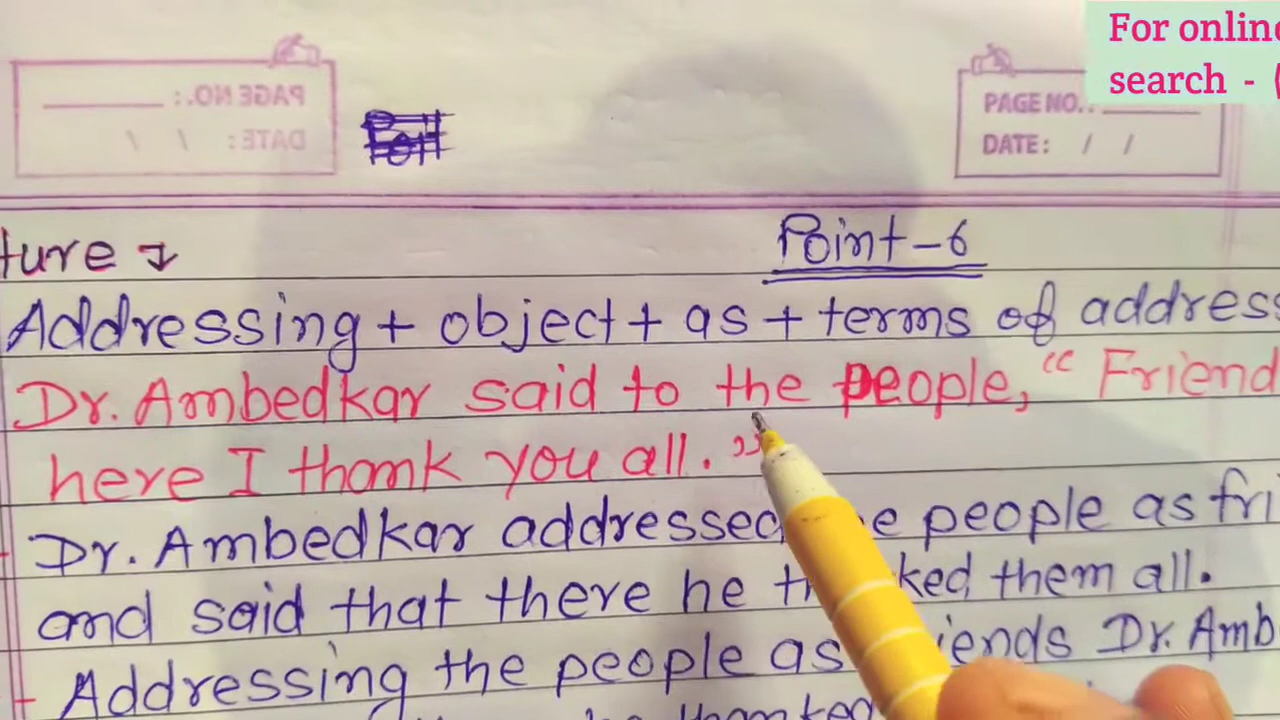 For online
search - (
PAGE NO.:
DATE: / /
PAGE NO.:
DATE: / /
Point-6
ture
Addressing + object + as + terms of address
Dr. Ambedkar said to the people, “ Friend
here I thank you all. ”
Dr. Ambedkar addressed people as fri
and said that there he them all.
Addressing the people as Dr. Amb